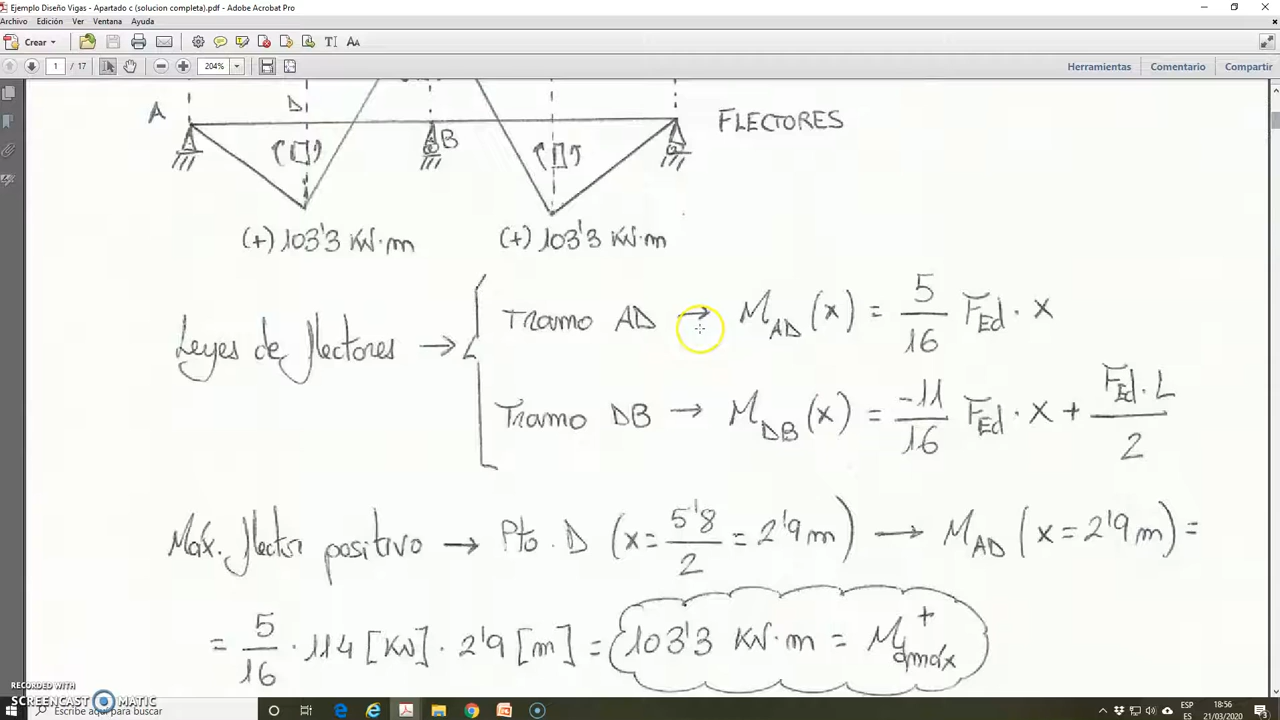 Ejemplo Diseño Vigas - Apartado c (solucion completa).pdf - Adobe Acrobat Pro
Archivo Edición Ver Ventana Ayuda
Crear
1 / 17 204% Herramientas Comentario Compartir
A D B FLECTORES
(+) 103'3 KN·m (+) 103'3 KN·m
Leyes de flectores →
Tramo AD → M_AD (x) = 5/16 F_Ed · x
Tramo DB → M_DB (x) = -11/16 F_Ed · x + F_Ed · L/2
Máx. flector positivo → Pto. D (x = 5'8/2 = 2'9 m) → M_AD (x = 2'9 m) =
= 5/16 · 114 [KN] · 2'9 [m] = 103'3 KN·m = M_dmáx^+
RECORDED WITH
SCREENCAST MATIC
Escribe aquí para buscar
ESP 18:56
ES 21/03/2020
3